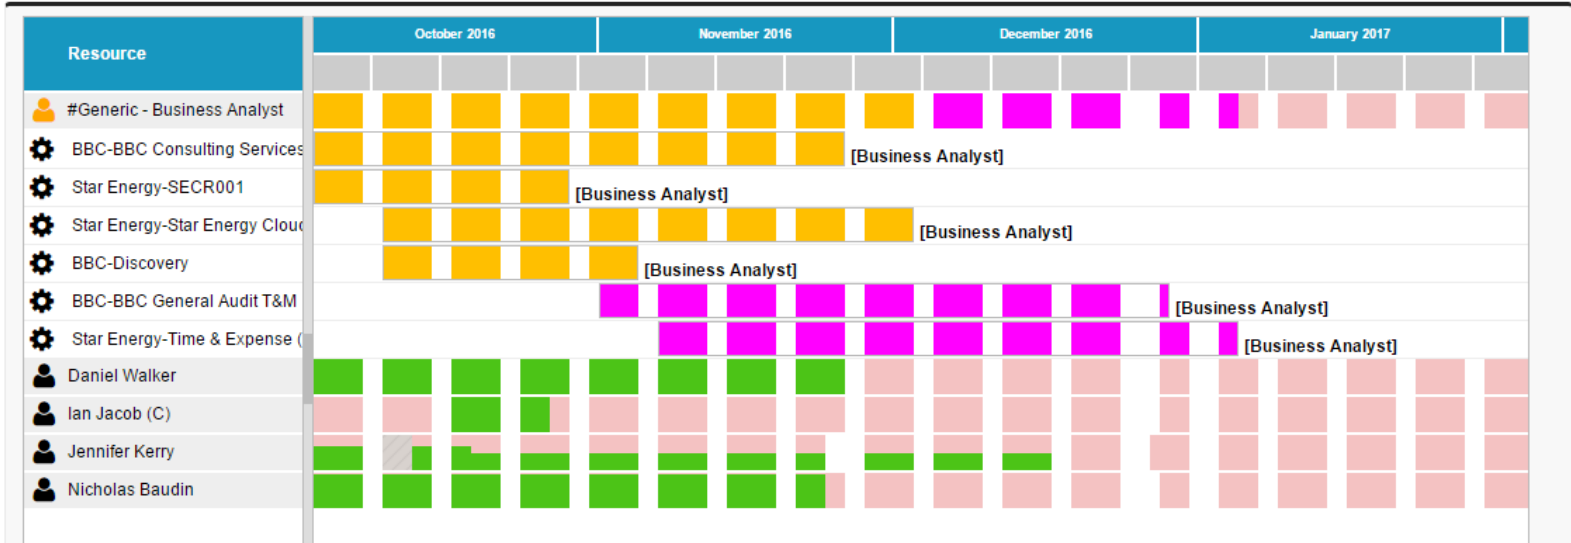 Resource
October 2016
November 2016
December 2016
January 2017
#Generic - Business Analyst
BBC-BBC Consulting Services
[Business Analyst]
Star Energy-SECR001
[Business Analyst]
Star Energy-Star Energy Cloud
[Business Analyst]
BBC-Discovery
[Business Analyst]
BBC-BBC General Audit T&M
[Business Analyst]
Star Energy-Time & Expense (
[Business Analyst]
Daniel Walker
Ian Jacob (C)
Jennifer Kerry
Nicholas Baudin